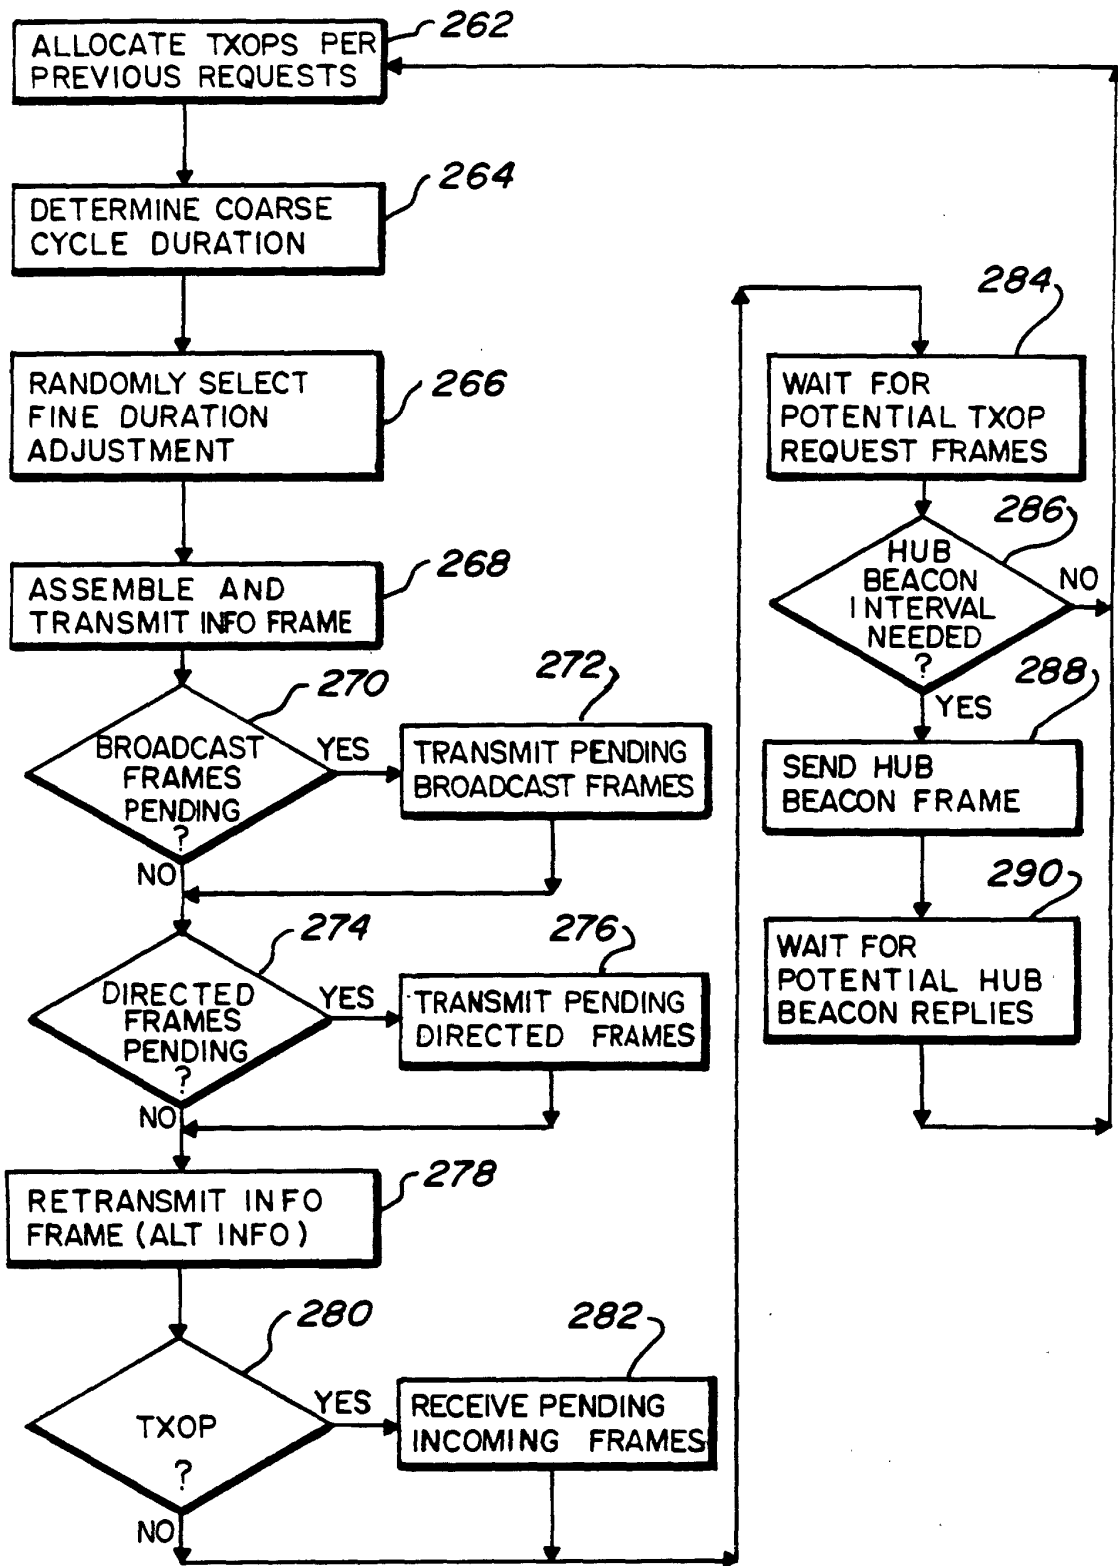 262
ALLOCATE TXOPS PER
PREVIOUS REQUESTS
264
DETERMINE COARSE
CYCLE DURATION
266
RANDOMLY SELECT
FINE DURATION
ADJUSTMENT
268
ASSEMBLE AND
TRANSMIT INFO FRAME
270
BROADCAST
FRAMES
PENDING
?
YES
NO
272
TRANSMIT PENDING
BROADCAST FRAMES
274
DIRECTED
FRAMES
PENDING
?
YES
NO
276
TRANSMIT PENDING
DIRECTED FRAMES
278
RETRANSMIT INFO
FRAME (ALT INFO)
280
TXOP
?
YES
NO
282
RECEIVE PENDING
INCOMING FRAMES
284
WAIT FOR
POTENTIAL TXOP
REQUEST FRAMES
286
HUB
BEACON
INTERVAL
NEEDED
?
NO
YES
288
SEND HUB
BEACON FRAME
290
WAIT FOR
POTENTIAL HUB
BEACON REPLIES